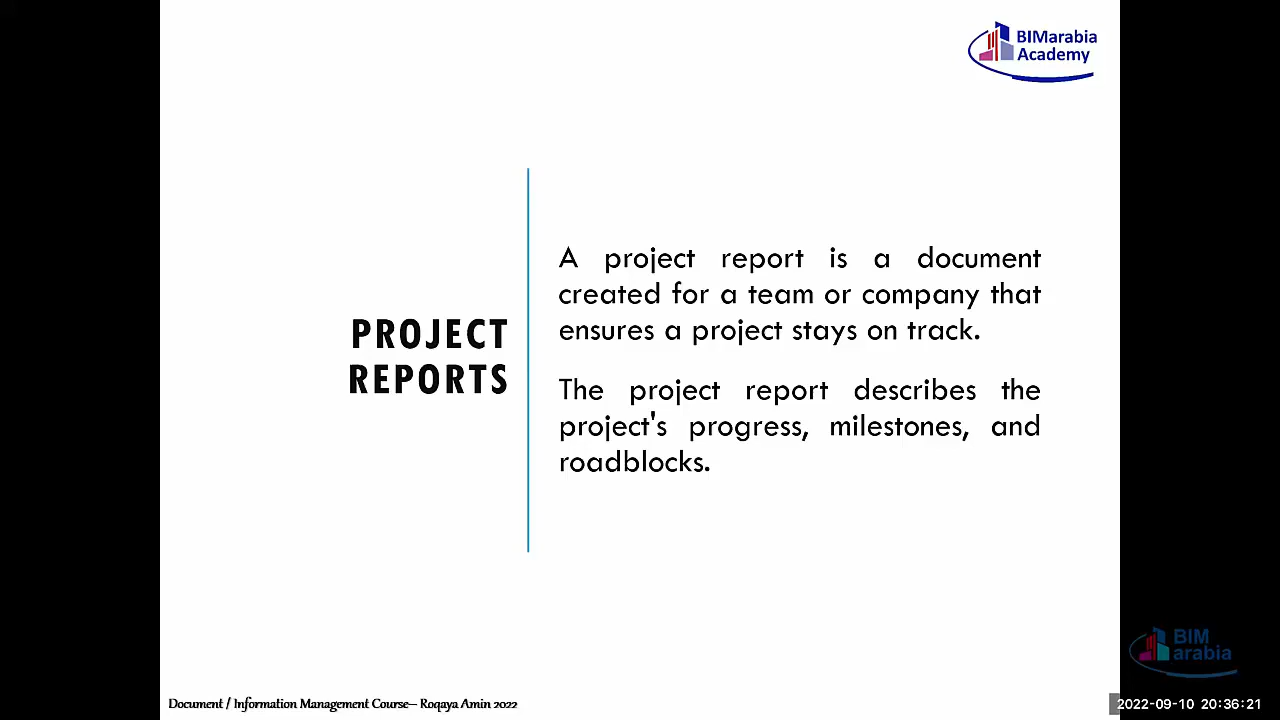 BIMarabia
Academy
PROJECT
REPORTS
A project report is a document
created for a team or company that
ensures a project stays on track.
The project report describes the
project's progress, milestones, and
roadblocks.
BIM
arabia
Document / Information Management Course– Roqaya Amin 2022
2022-09-10 20:36:21